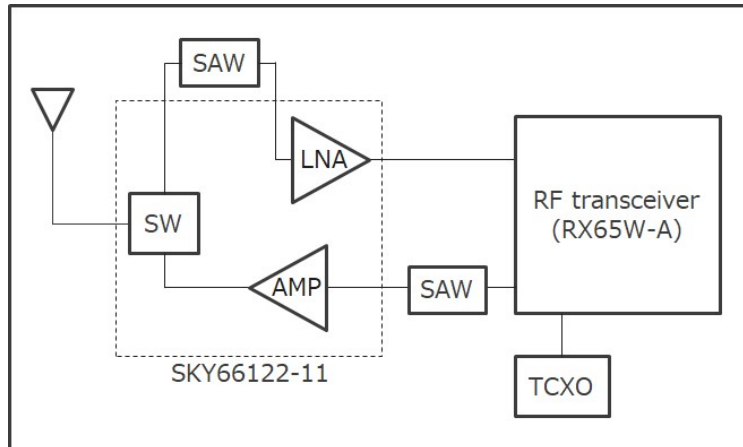 SAW
LNA
RF transceiver
(RX65W-A)
SW
AMP
SAW
SKY66122-11
TCXO